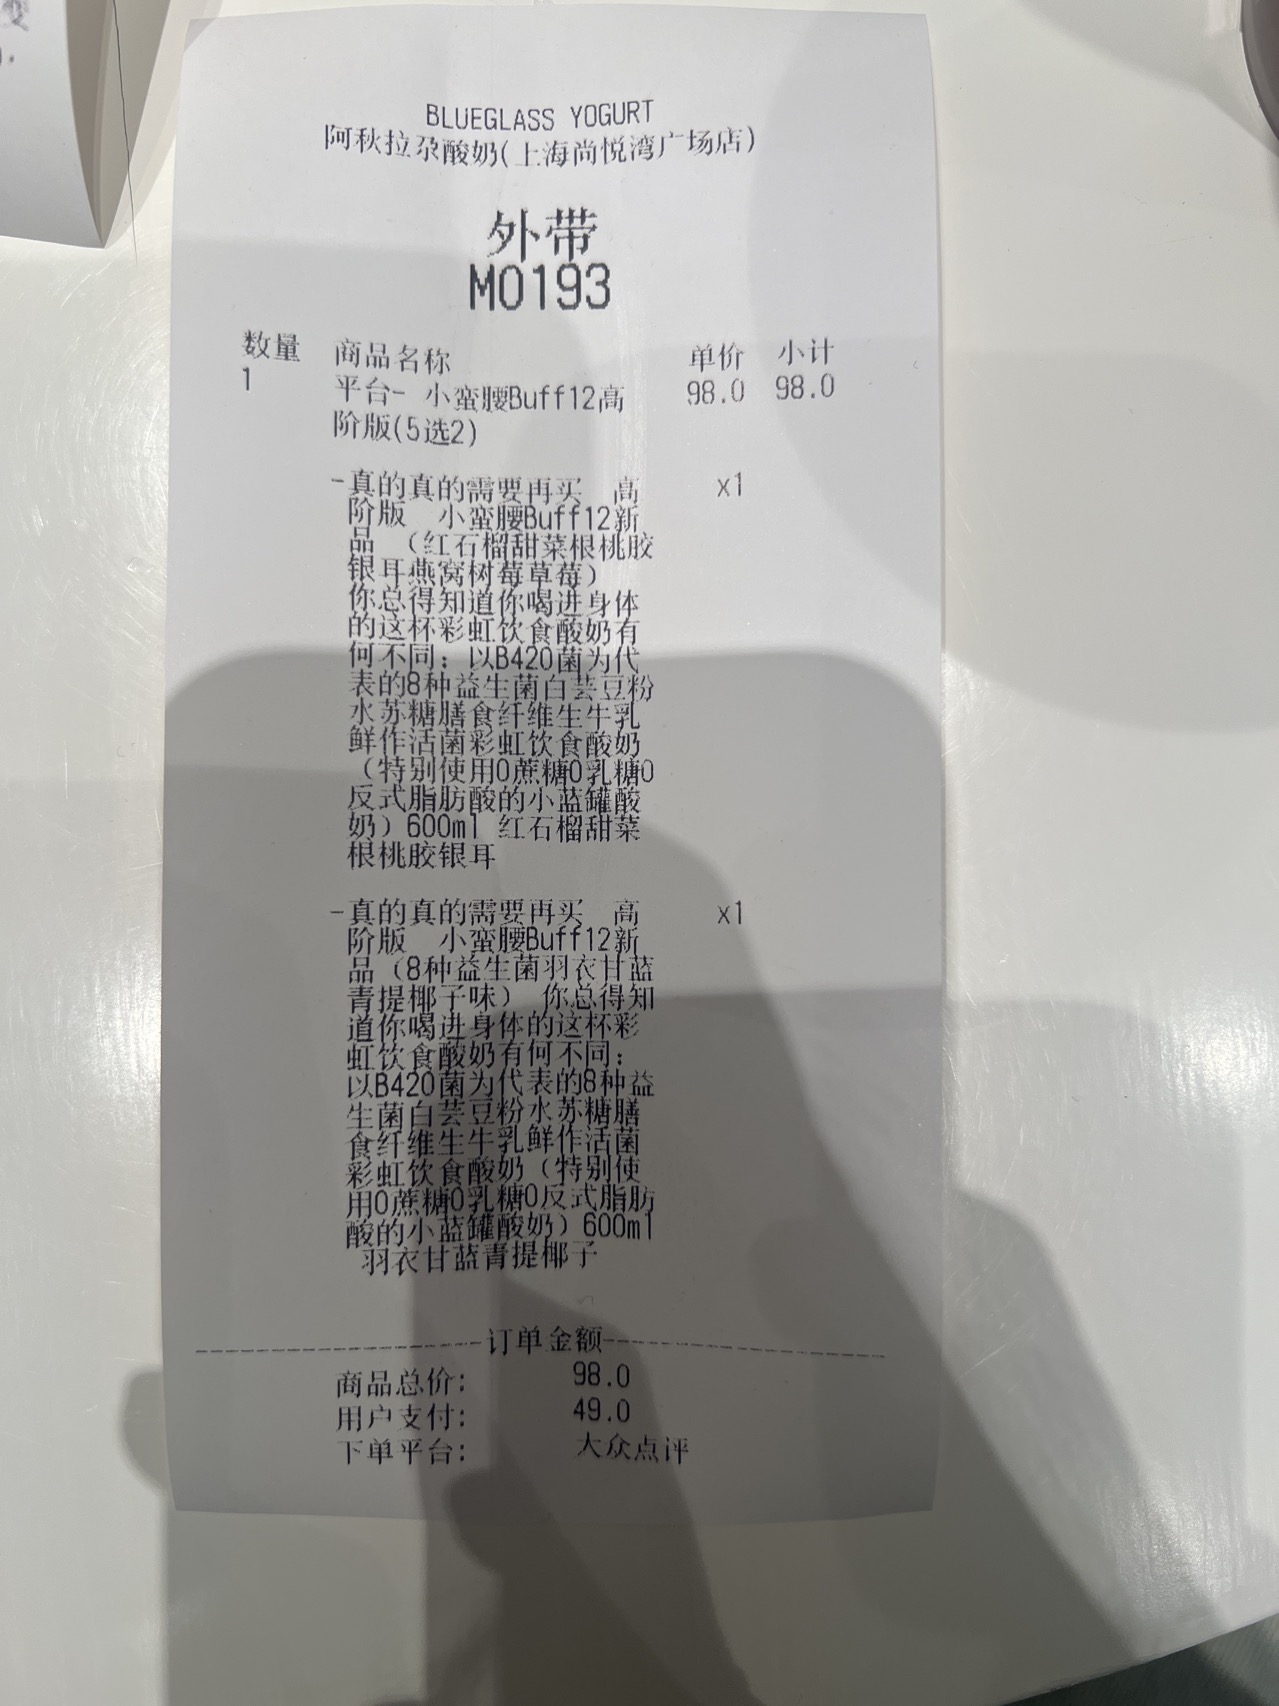 BLUEGLASS YOGURT
阿秋拉尕酸奶(上海尚悦湾广场店)
外带
M0193
数量 商品名称 单价 小计
1 平台- 小蛮腰Buff12高 98.0 98.0
阶版(5选2)
-真的真的需要再买 高 x1
阶版 小蛮腰Buff12新
品 （红石榴甜菜根桃胶
银耳燕窝树莓草莓）
你总得知道你喝进身体
的这杯彩虹饮食酸奶有
何不同：以B420菌为代
表的8种益生菌白芸豆粉
水苏糖膳食纤维生牛乳
鲜作活菌彩虹饮食酸奶
（特别使用0蔗糖0乳糖0
反式脂肪酸的小蓝罐酸
奶）600ml 红石榴甜菜
根桃胶银耳
-真的真的需要再买 高 x1
阶版 小蛮腰Buff12新
品（8种益生菌羽衣甘蓝
青提椰子味） 你总得知
道你喝进身体的这杯彩
虹饮食酸奶有何不同：
以B420菌为代表的8种益
生菌白芸豆粉水苏糖膳
食纤维生牛乳鲜作活菌
彩虹饮食酸奶（特别使
用0蔗糖0乳糖0反式脂肪
酸的小蓝罐酸奶）600ml
羽衣甘蓝青提椰子
订单金额
商品总价: 98.0
用户支付: 49.0
下单平台: 大众点评